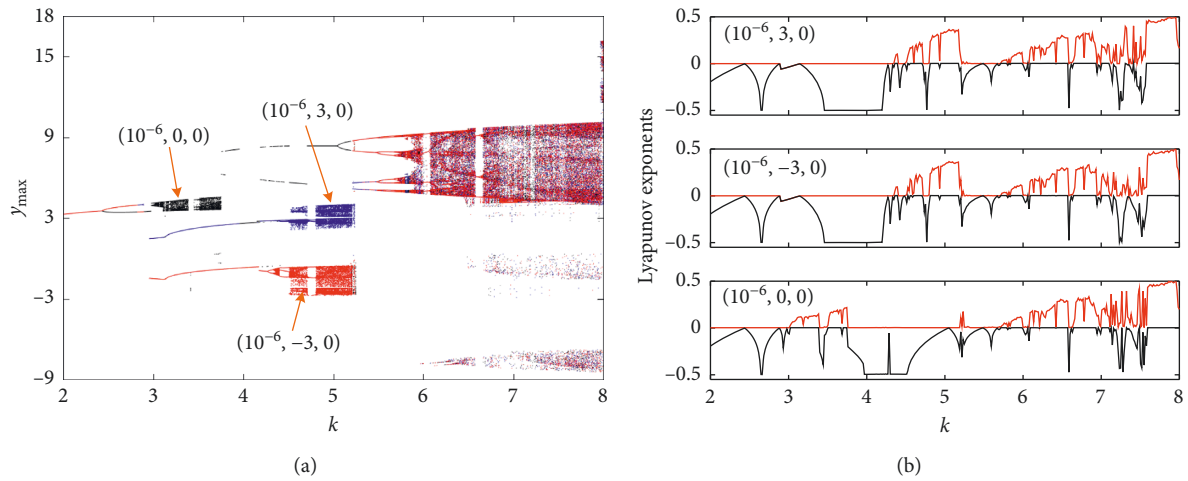 18
15
9
3
−3
−9
y_max
(10⁻⁶, 0, 0)
(10⁻⁶, 3, 0)
(10⁻⁶, −3, 0)
2 3 4 5 6 7 8
k
(a)
Lyapunov exponents
0.5
0
−0.5
(10⁻⁶, 3, 0)
0.5
0
−0.5
(10⁻⁶, −3, 0)
0.5
0
−0.5
(10⁻⁶, 0, 0)
2 3 4 5 6 7 8
k
(b)